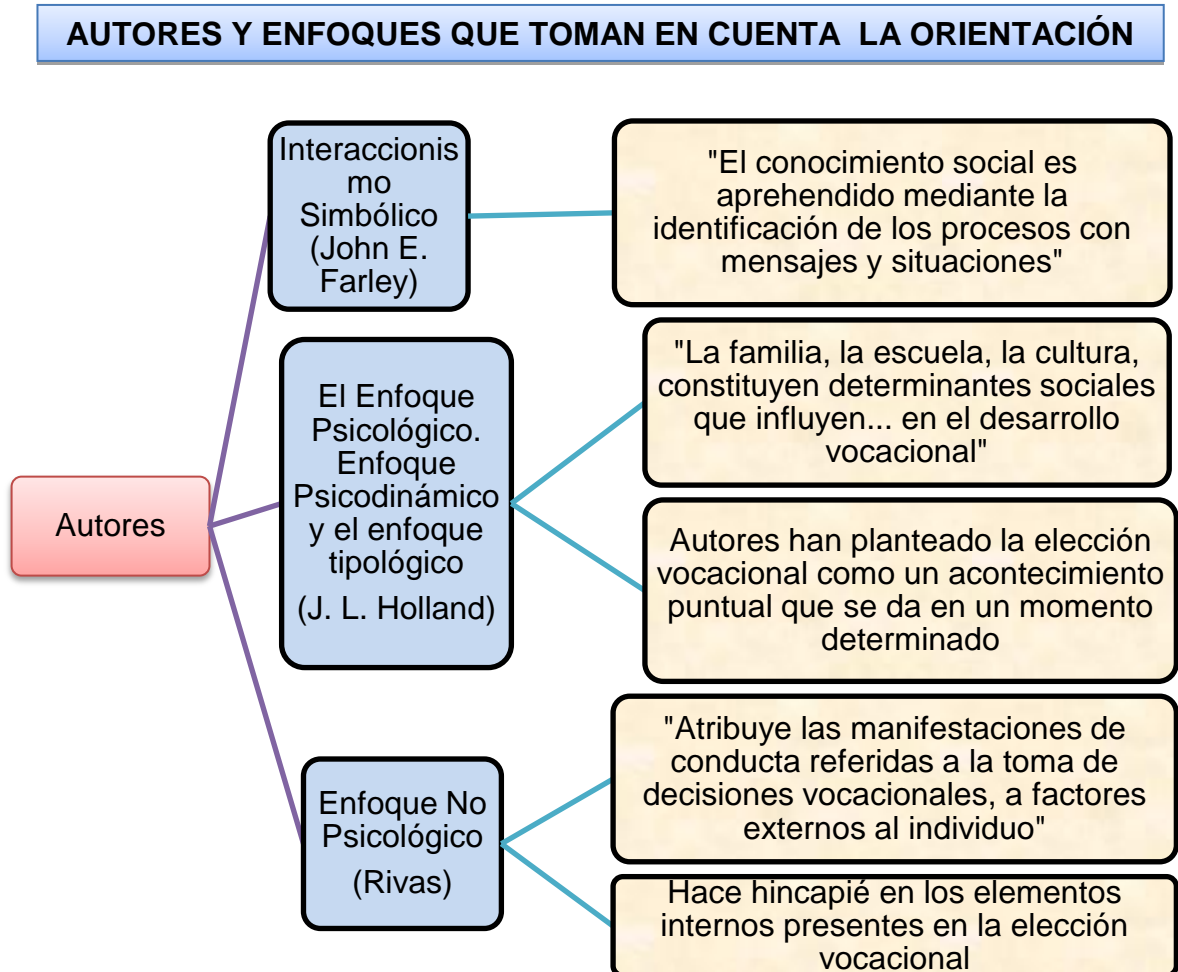 AUTORES Y ENFOQUES QUE TOMAN EN CUENTA LA ORIENTACIÓN
Autores
Interaccionis
mo
Simbólico
(John E.
Farley)
"El conocimiento social es
aprehendido mediante la
identificación de los procesos con
mensajes y situaciones"
El Enfoque
Psicológico.
Enfoque
Psicodinámico
y el enfoque
tipológico
(J. L. Holland)
"La familia, la escuela, la cultura,
constituyen determinantes sociales
que influyen... en el desarrollo
vocacional"
Autores han planteado la elección
vocacional como un acontecimiento
puntual que se da en un momento
determinado
Enfoque No
Psicológico
(Rivas)
"Atribuye las manifestaciones de
conducta referidas a la toma de
decisiones vocacionales, a factores
externos al individuo"
Hace hincapié en los elementos
internos presentes en la elección
vocacional